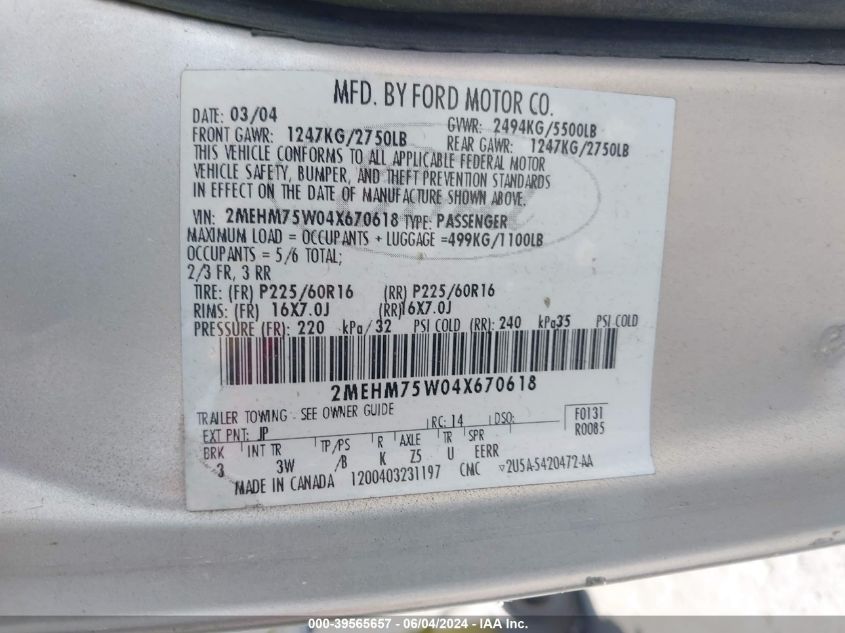 MFD. BY FORD MOTOR CO.
DATE: 03/04
GVWR: 2494KG/5500LB
FRONT GAWR: 1247KG/2750LB
REAR GAWR: 1247KG/2750LB
THIS VEHICLE CONFORMS TO ALL APPLICABLE FEDERAL MOTOR
VEHICLE SAFETY, BUMPER, AND THEFT PREVENTION STANDARDS
IN EFFECT ON THE DATE OF MANUFACTURE SHOWN ABOVE.
VIN: 2MEHM75W04X670618 TYPE: PASSENGER
MAXIMUM LOAD = OCCUPANTS + LUGGAGE =499KG/1100LB
OCCUPANTS = 5/6 TOTAL;
2/3 FR, 3 RR
TIRE: (FR) P225/60R16 (RR) P225/60R16
RIMS: (FR) 16X7.0J (RR)16X7.0J
PRESSURE (FR): 220 kPa/32 PSI COLD (RR): 240 kPa35 PSI COLD
2MEHM75W04X670618
TRAILER TOWING - SEE OWNER GUIDE
EXT PNT: JP RC: 14 DSO: F0131
R0085
BRK INT TR TP/PS R AXLE TR SPR
3 3W /B K Z5 U EERR
MADE IN CANADA 1200403231197 CMC 2U5A-5420472-AA
000-39565657 - 06/04/2024 - IAA Inc.